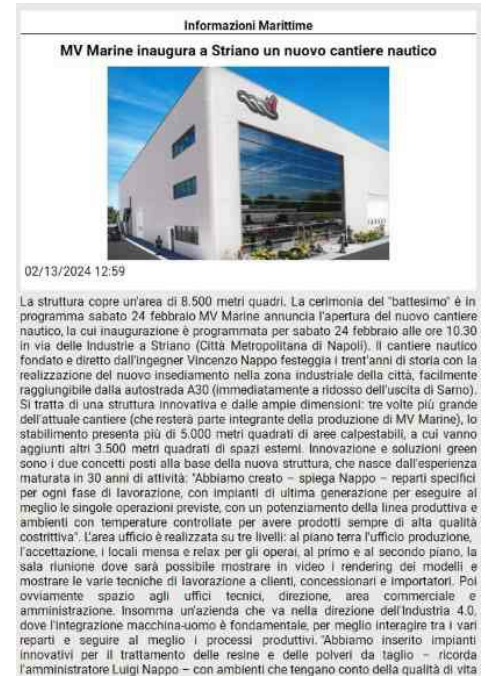 Informazioni Marittime
MV Marine inaugura a Striano un nuovo cantiere nautico
02/13/2024 12:59
La struttura copre un'area di 8.500 metri quadri. La cerimonia del "battesimo" è in
programma sabato 24 febbraio MV Marine annuncia l'apertura del nuovo cantiere
nautico, la cui inaugurazione è programmata per sabato 24 febbraio alle ore 10.30
in via delle Industrie a Striano (Città Metropolitana di Napoli). Il cantiere nautico
fondato e diretto dall'ingegner Vincenzo Nappo festeggia i trent'anni di storia con la
realizzazione del nuovo insediamento nella zona industriale della città, facilmente
raggiungibile dalla autostrada A30 (immediatamente a ridosso dell'uscita di Sarno).
Si tratta di una struttura innovativa e dalle ampie dimensioni: tre volte più grande
dell'attuale cantiere (che resterà parte integrante della produzione di MV Marine), lo
stabilimento presenta più di 5.000 metri quadrati di aree calpestabili, a cui vanno
aggiunti altri 3.500 metri quadrati di spazi esterni. Innovazione e soluzioni green
sono i due concetti posti alla base della nuova struttura, che nasce dall'esperienza
maturata in 30 anni di attività: "Abbiamo creato – spiega Nappo – reparti specifici
per ogni fase di lavorazione, con impianti di ultima generazione per eseguire al
meglio le singole operazioni previste, con un potenziamento della linea produttiva e
ambienti con temperature controllate per avere prodotti sempre di alta qualità
costrittiva". L'area ufficio è realizzata su tre livelli: al piano terra l'ufficio produzione,
l'accettazione, i locali mensa e relax per gli operai, al primo e al secondo piano, la
sala riunione dove sarà possibile mostrare in video i rendering dei modelli e
mostrare le varie tecniche di lavorazione a clienti, concessionari e importatori. Poi
ovviamente spazio agli uffici tecnici, direzione, area commerciale e
amministrazione. Insomma un'azienda che va nella direzione dell'Industria 4.0,
dove l'integrazione macchina-uomo è fondamentale, per meglio interagire tra i vari
reparti e seguire al meglio i processi produttivi. "Abbiamo inserito impianti
innovativi per il trattamento delle resine e delle polveri da taglio – ricorda
l'amministratore Luigi Nappo – con ambienti che tengano conto della qualità di vita